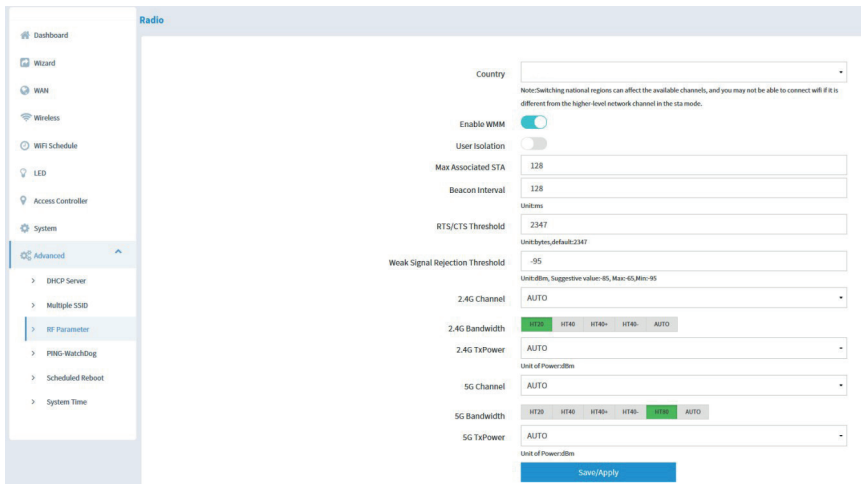 Radio
Dashboard
Wizard
WAN
Wireless
WiFi Schedule
LED
Access Controller
System
Advanced
DHCP Server
Multiple SSID
RF Parameter
PING-WatchDog
Scheduled Reboot
System Time
Country
Note:Switching national regions can affect the available channels, and you may not be able to connect wifi if it is
different from the higher-level network channel in the sta mode.
Enable WMM
User Isolation
Max Associated STA 128
Beacon Interval 128
Unit:ms
RTS/CTS Threshold 2347
Unit:bytes,default:2347
Weak Signal Rejection Threshold -95
Unit:dBm, Suggestive value:-85, Max:-65,Min:-95
2.4G Channel AUTO
2.4G Bandwidth HT20 HT40 HT40+ HT40- AUTO
2.4G TxPower AUTO
Unit of Power:dBm
5G Channel AUTO
5G Bandwidth HT20 HT40 HT40+ HT40- HT80 AUTO
5G TxPower AUTO
Unit of Power:dBm
Save/Apply